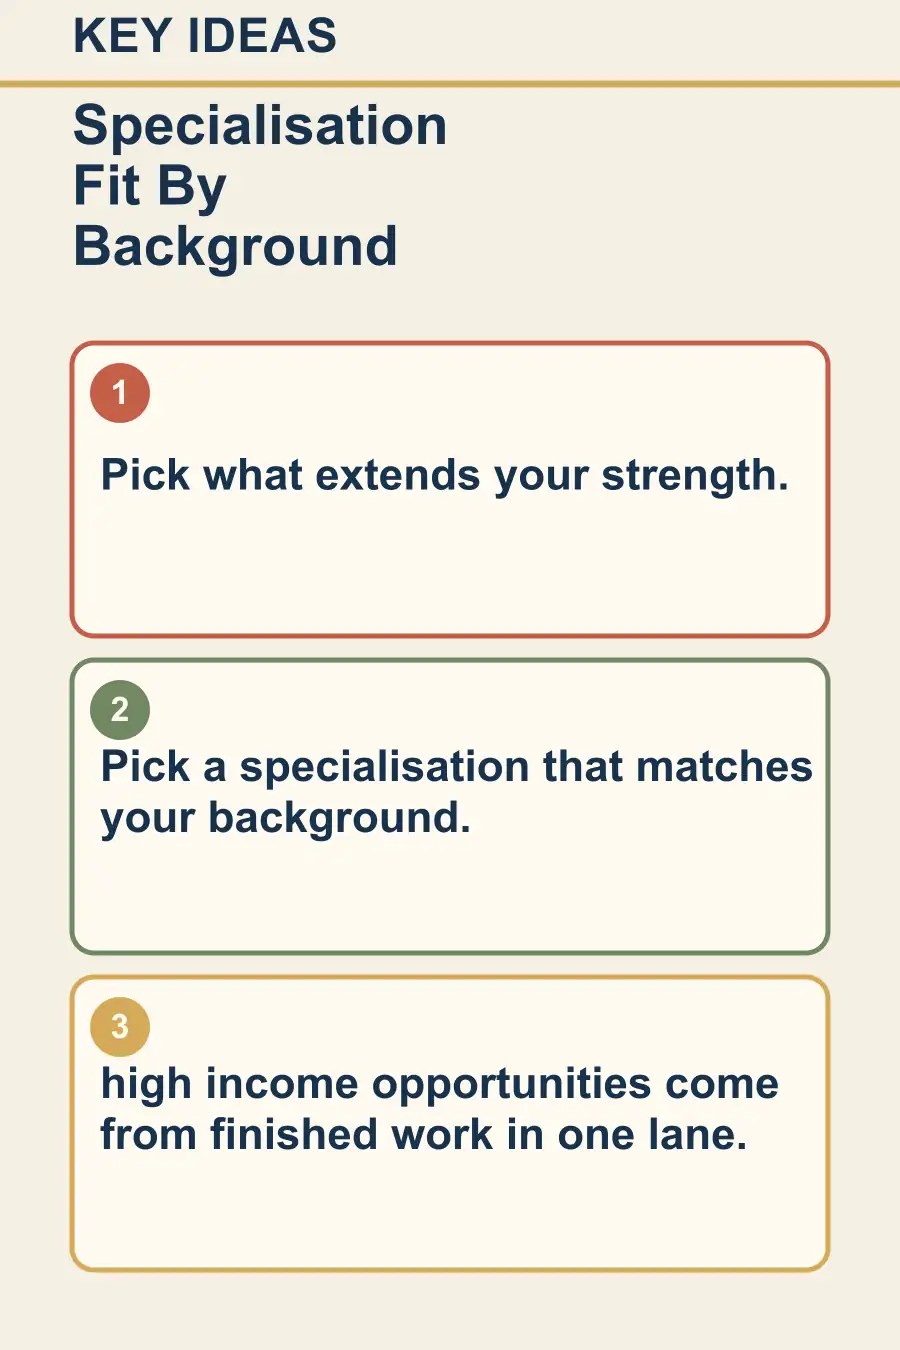 KEY IDEAS
Specialisation
Fit By
Background
1
Pick what extends your strength.
2
Pick a specialisation that matches
your background.
3
high income opportunities come
from finished work in one lane.